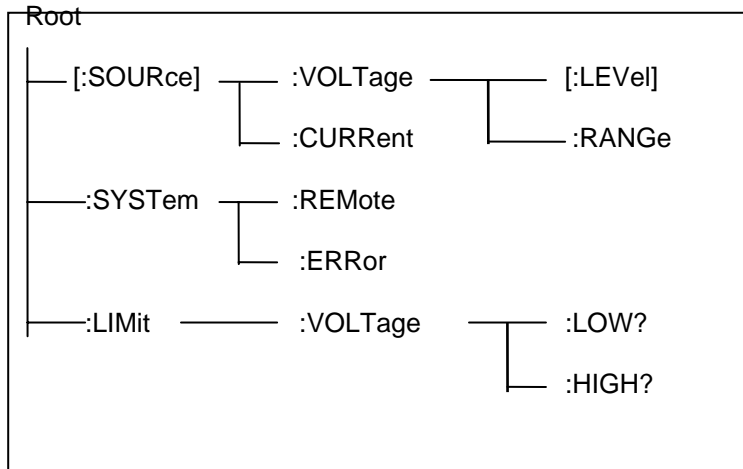 Root
[:SOURce] :VOLTage [:LEVel]
:CURRent :RANGe
:SYSTem :REMote
:ERRor
:LIMit :VOLTage :LOW?
:HIGH?